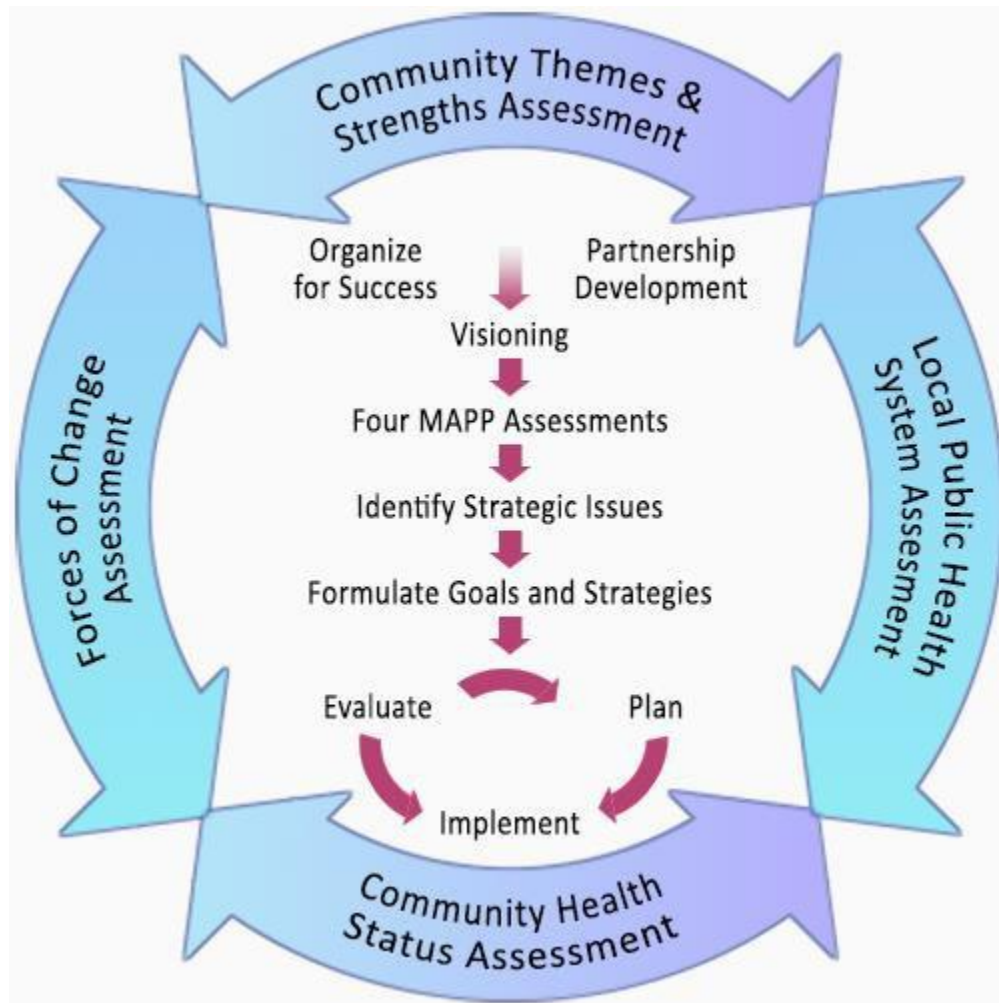 Community Themes &
Strengths Assessment
Organize
for Success
Partnership
Development
Visioning
Four MAPP Assessments
Identify Strategic Issues
Formulate Goals and Strategies
Evaluate
Plan
Implement
Forces of Change
Assessment
Local Public Health
System Assesment
Community Health
Status Assessment